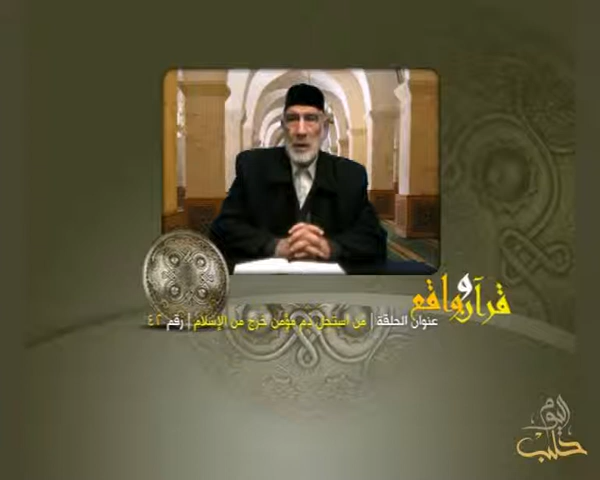 قرآن وواقع
عنوان الحلقة | من استحل دم مؤمن خرج من الإسلام | رقم ٤٢
حلب اليوم